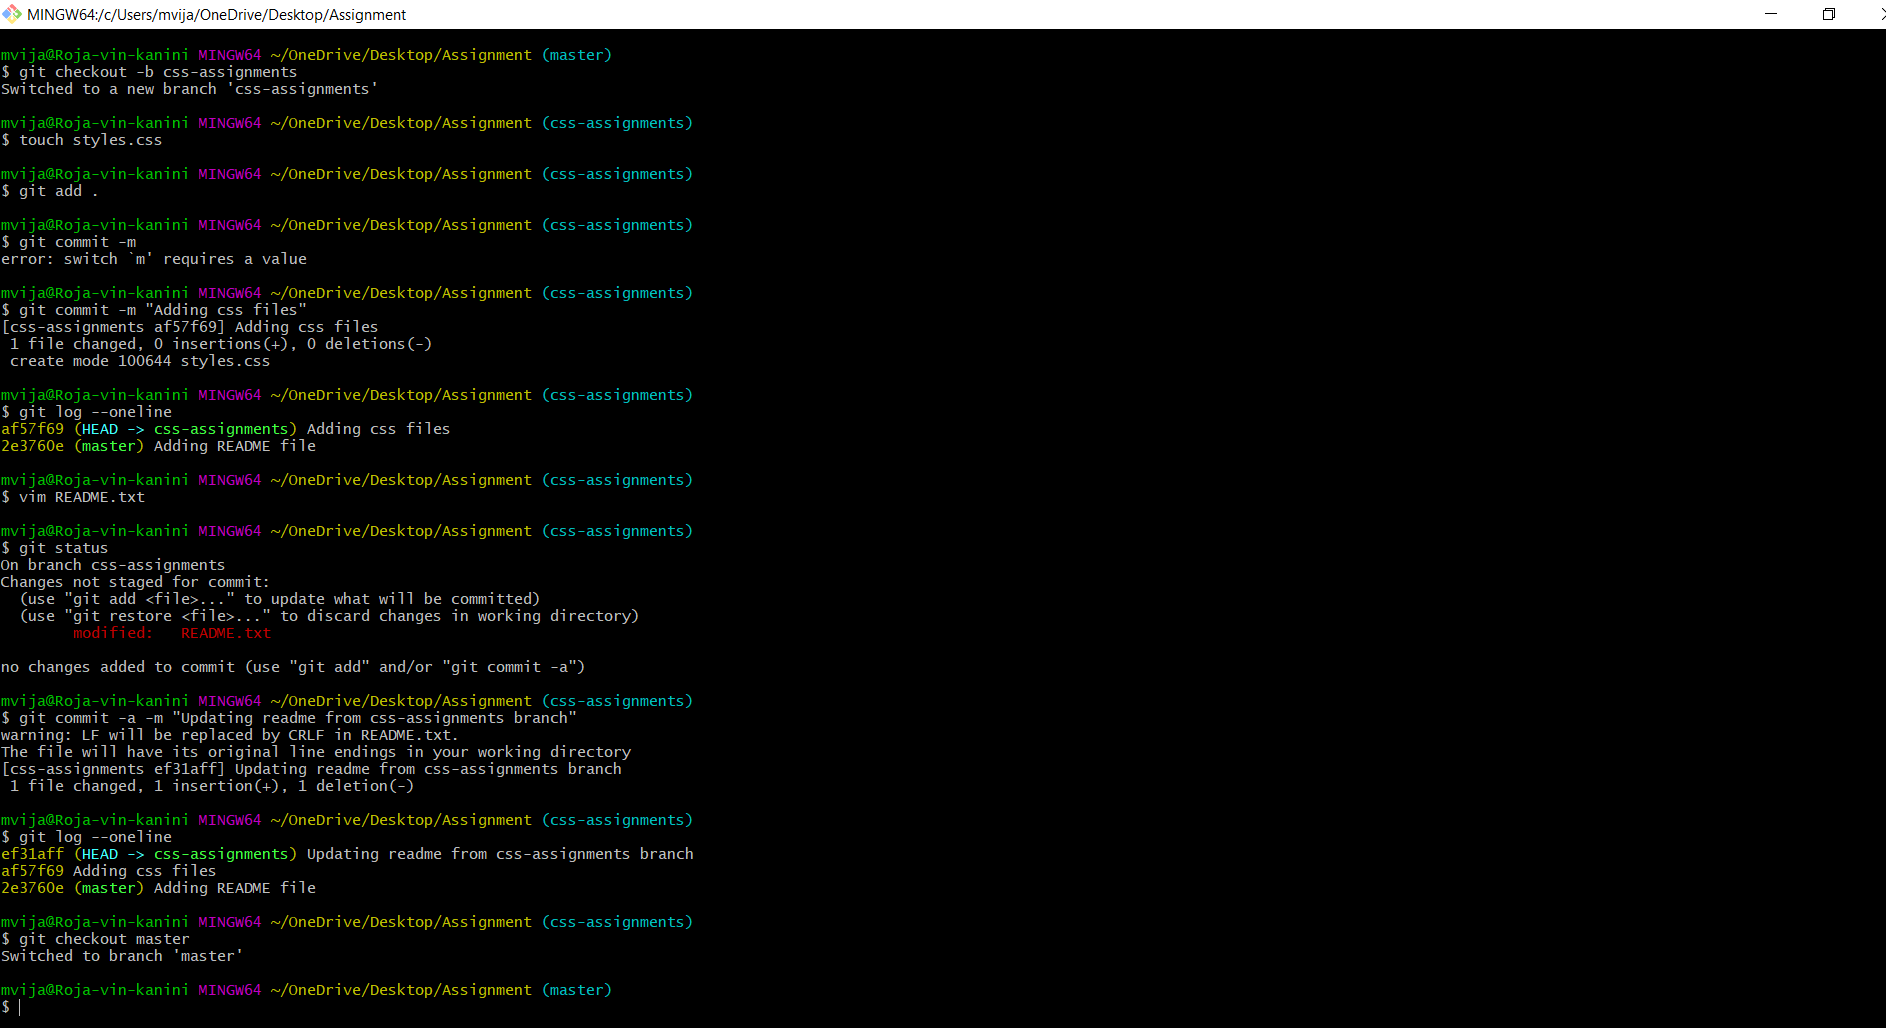 MINGW64:/c/Users/mvija/OneDrive/Desktop/Assignment
mvija@Roja-vin-kanini MINGW64 ~/OneDrive/Desktop/Assignment (master)
$ git checkout -b css-assignments
Switched to a new branch 'css-assignments'
mvija@Roja-vin-kanini MINGW64 ~/OneDrive/Desktop/Assignment (css-assignments)
$ touch styles.css
mvija@Roja-vin-kanini MINGW64 ~/OneDrive/Desktop/Assignment (css-assignments)
$ git add .
mvija@Roja-vin-kanini MINGW64 ~/OneDrive/Desktop/Assignment (css-assignments)
$ git commit -m
error: switch `m' requires a value
mvija@Roja-vin-kanini MINGW64 ~/OneDrive/Desktop/Assignment (css-assignments)
$ git commit -m "Adding css files"
[css-assignments af57f69] Adding css files
 1 file changed, 0 insertions(+), 0 deletions(-)
 create mode 100644 styles.css
mvija@Roja-vin-kanini MINGW64 ~/OneDrive/Desktop/Assignment (css-assignments)
$ git log --oneline
af57f69 (HEAD -> css-assignments) Adding css files
2e3760e (master) Adding README file
mvija@Roja-vin-kanini MINGW64 ~/OneDrive/Desktop/Assignment (css-assignments)
$ vim README.txt
mvija@Roja-vin-kanini MINGW64 ~/OneDrive/Desktop/Assignment (css-assignments)
$ git status
On branch css-assignments
Changes not staged for commit:
  (use "git add <file>..." to update what will be committed)
  (use "git restore <file>..." to discard changes in working directory)
        modified:   README.txt
no changes added to commit (use "git add" and/or "git commit -a")
mvija@Roja-vin-kanini MINGW64 ~/OneDrive/Desktop/Assignment (css-assignments)
$ git commit -a -m "Updating readme from css-assignments branch"
warning: LF will be replaced by CRLF in README.txt.
The file will have its original line endings in your working directory
[css-assignments ef31aff] Updating readme from css-assignments branch
 1 file changed, 1 insertion(+), 1 deletion(-)
mvija@Roja-vin-kanini MINGW64 ~/OneDrive/Desktop/Assignment (css-assignments)
$ git log --oneline
ef31aff (HEAD -> css-assignments) Updating readme from css-assignments branch
af57f69 Adding css files
2e3760e (master) Adding README file
mvija@Roja-vin-kanini MINGW64 ~/OneDrive/Desktop/Assignment (css-assignments)
$ git checkout master
Switched to branch 'master'
mvija@Roja-vin-kanini MINGW64 ~/OneDrive/Desktop/Assignment (master)
$